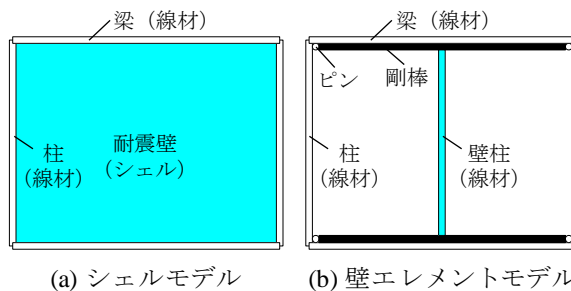 梁（線材）
耐震壁
（シェル）
柱
（線材）
(a) シェルモデル
梁（線材）
ピン
剛棒
柱
（線材）
壁柱
（線材）
(b) 壁エレメントモデル